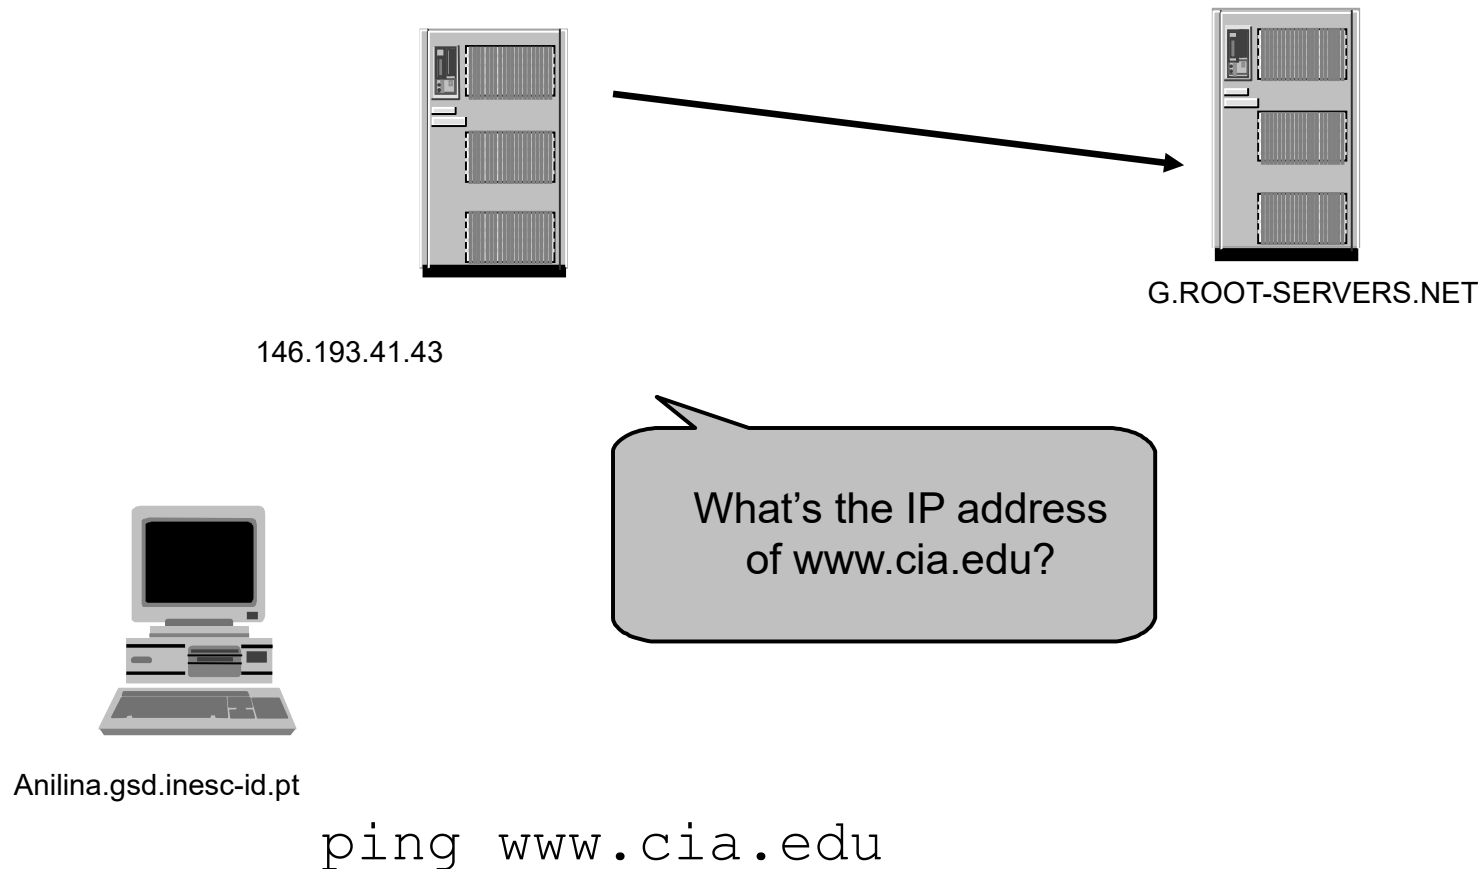 G.ROOT-SERVERS.NET
146.193.41.43
What’s the IP address
of www.cia.edu?
Anilina.gsd.inesc-id.pt
ping www.cia.edu